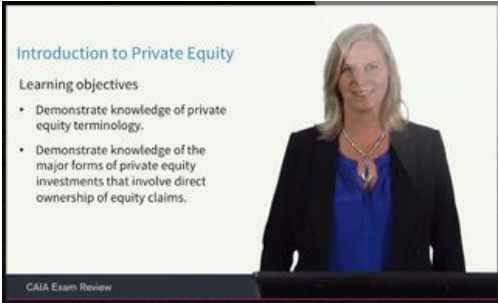 Introduction to Private Equity
Learning objectives
• Demonstrate knowledge of private
equity terminology.
• Demonstrate knowledge of the
major forms of private equity
investments that involve direct
ownership of equity claims.
CAIA Exam Review